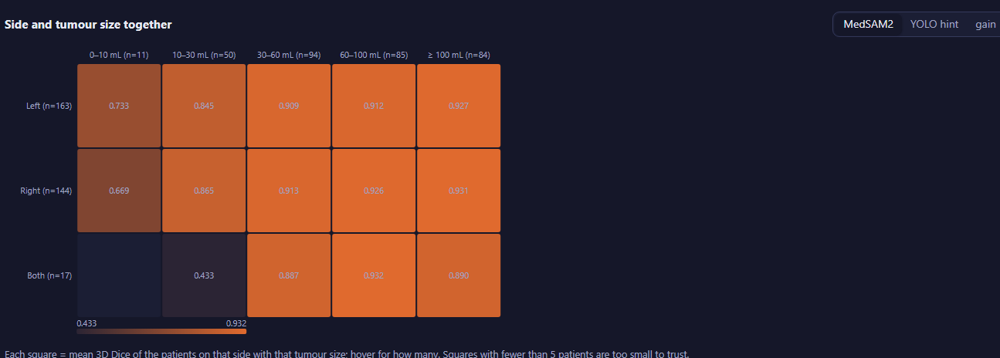 Side and tumour size together
MedSAM2 YOLO hint gain
0–10 mL (n=11) 10–30 mL (n=50) 30–60 mL (n=94) 60–100 mL (n=85) ≥ 100 mL (n=84)
Left (n=163) 0.733 0.845 0.909 0.912 0.927
Right (n=144) 0.669 0.865 0.913 0.926 0.931
Both (n=17) 0.433 0.887 0.932 0.890
0.433 0.932
Each square = mean 3D Dice of the patients on that side with that tumour size; hover for how many. Squares with fewer than 5 patients are too small to trust.